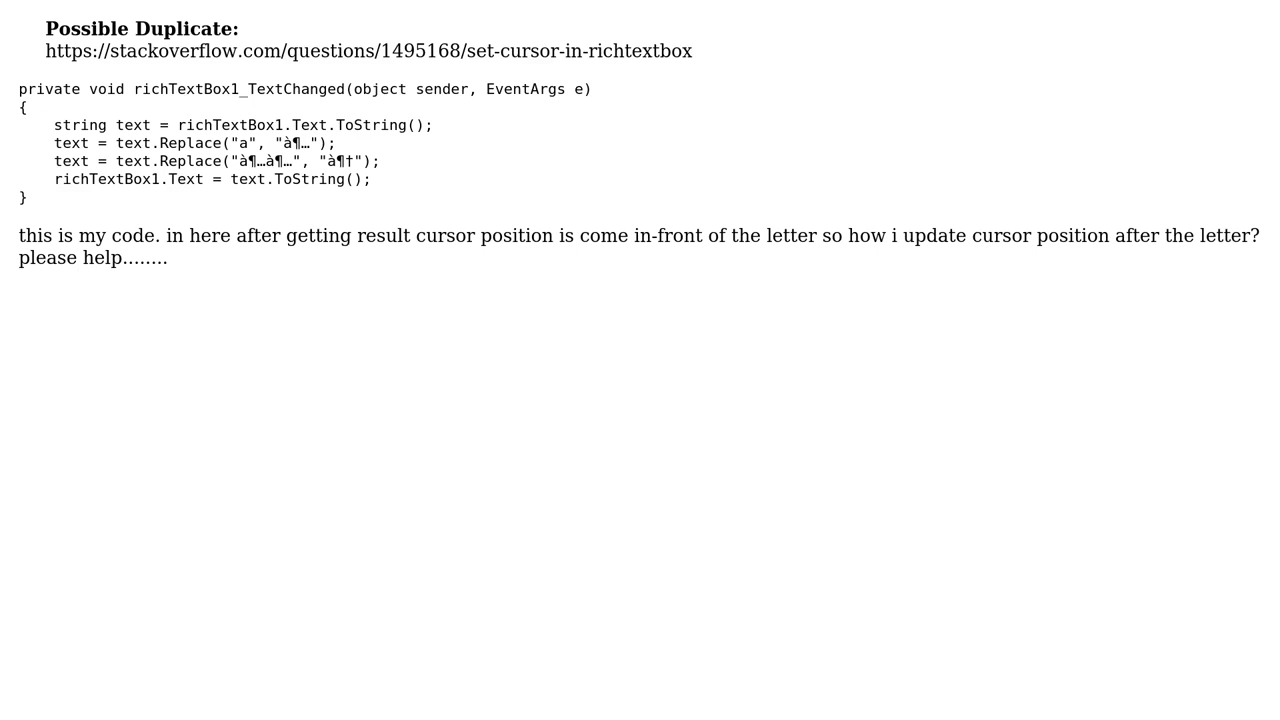 Possible Duplicate:
https://stackoverflow.com/questions/1495168/set-cursor-in-richtextbox
private void richTextBox1_TextChanged(object sender, EventArgs e)
{
    string text = richTextBox1.Text.ToString();
    text = text.Replace("a", "à¶…");
    text = text.Replace("à¶…à¶…", "à¶†");
    richTextBox1.Text = text.ToString();
}
this is my code. in here after getting result cursor position is come in-front of the letter so how i update cursor position after the letter?
please help........